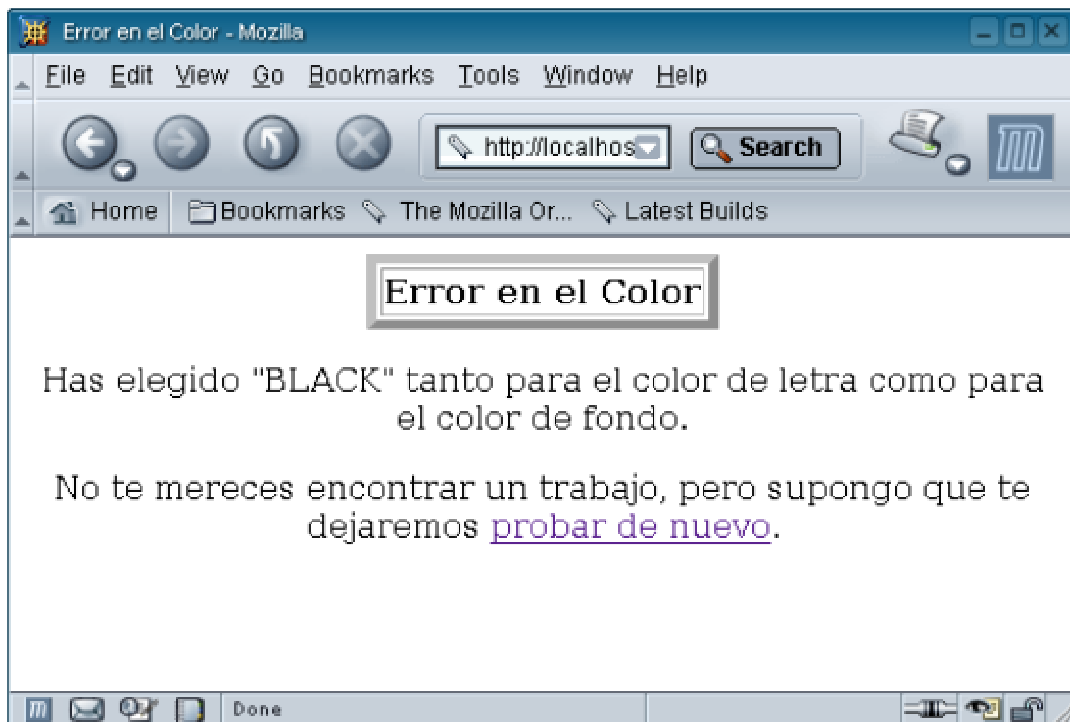 Error en el Color - Mozilla
File Edit View Go Bookmarks Tools Window Help
http://localhos Search
Home Bookmarks The Mozilla Or... Latest Builds
Error en el Color
Has elegido "BLACK" tanto para el color de letra como para
el color de fondo.
No te mereces encontrar un trabajo, pero supongo que te
dejaremos probar de nuevo.
Done